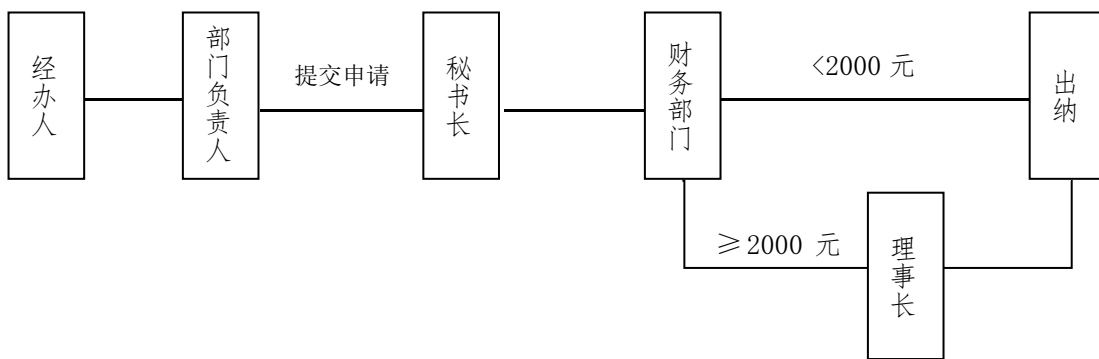 经办人
部门负责人
提交申请
秘书长
财务部门
<2000 元
出纳
≥2000 元
理事长